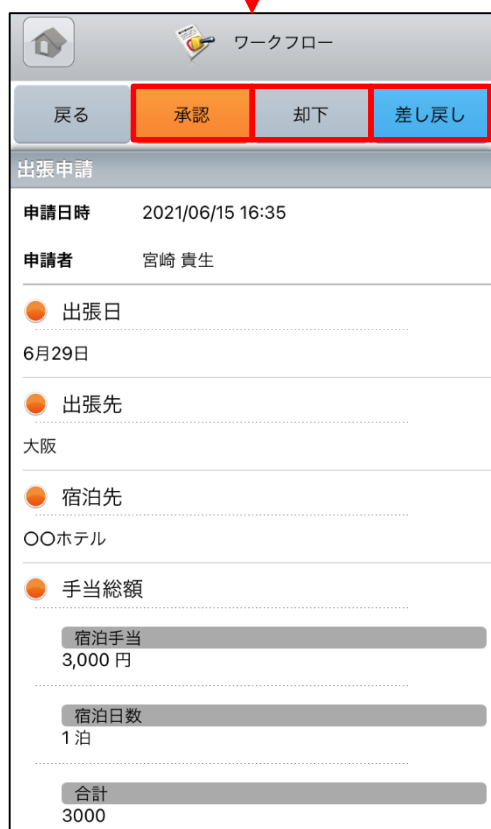 ワークフロー
戻る 承認 却下 差し戻し
出張申請
申請日時 2021/06/15 16:35
申請者 宮崎 貴生
出張日
6月29日
出張先
大阪
宿泊先
〇〇ホテル
手当総額
宿泊手当
3,000 円
宿泊日数
1 泊
合計
3000